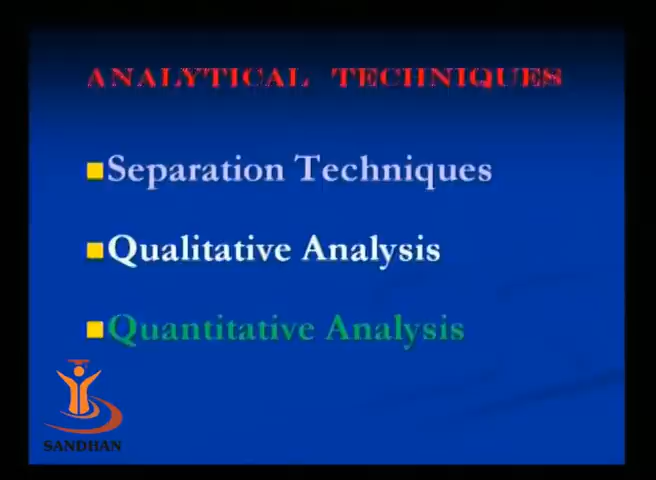 ANALYTICAL TECHNIQUES
Separation Techniques
Qualitative Analysis
Quantitative Analysis
SANDHAN